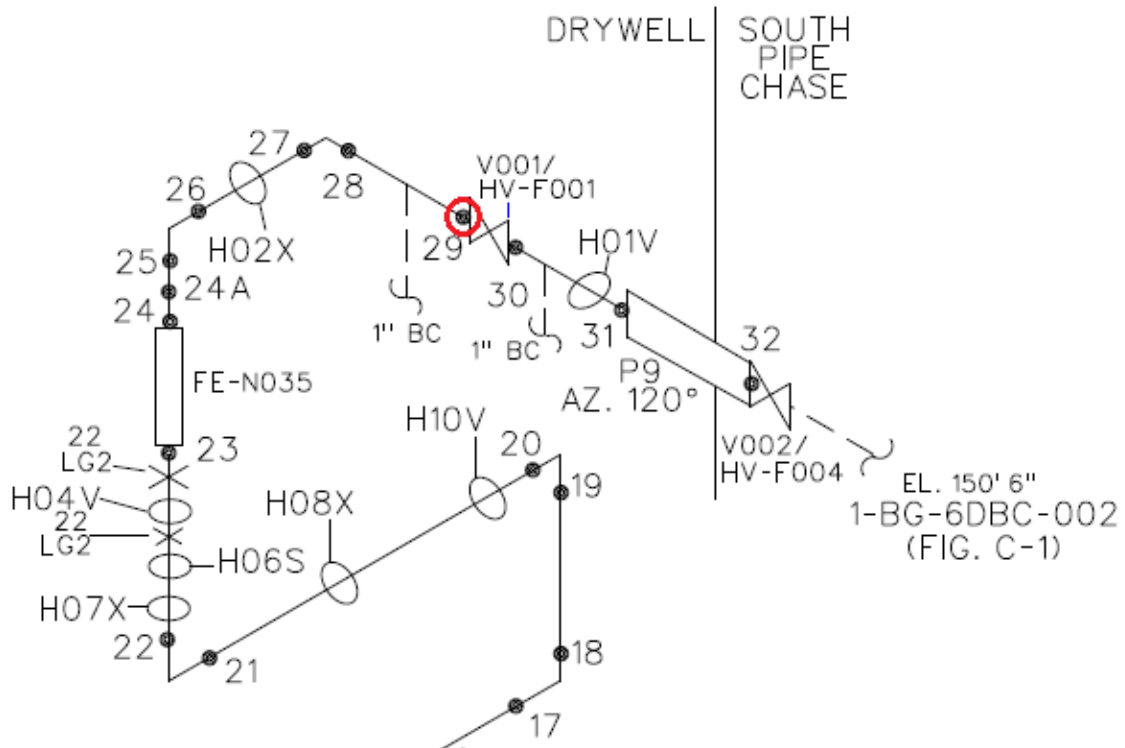 DRYWELL
SOUTH
PIPE
CHASE
27
28
V001/
HV-F001
26
29
H02X
H01V
25
24A
30
24
1" BC
1" BC
31
32
FE-N035
P9
AZ. 120°
H10V
22
LG2
23
20
V002/
HV-F004
H04V
H08X
19
EL. 150' 6"
1-BG-6DBC-002
(FIG. C-1)
22
LG2
H06S
H07X
22
21
18
17